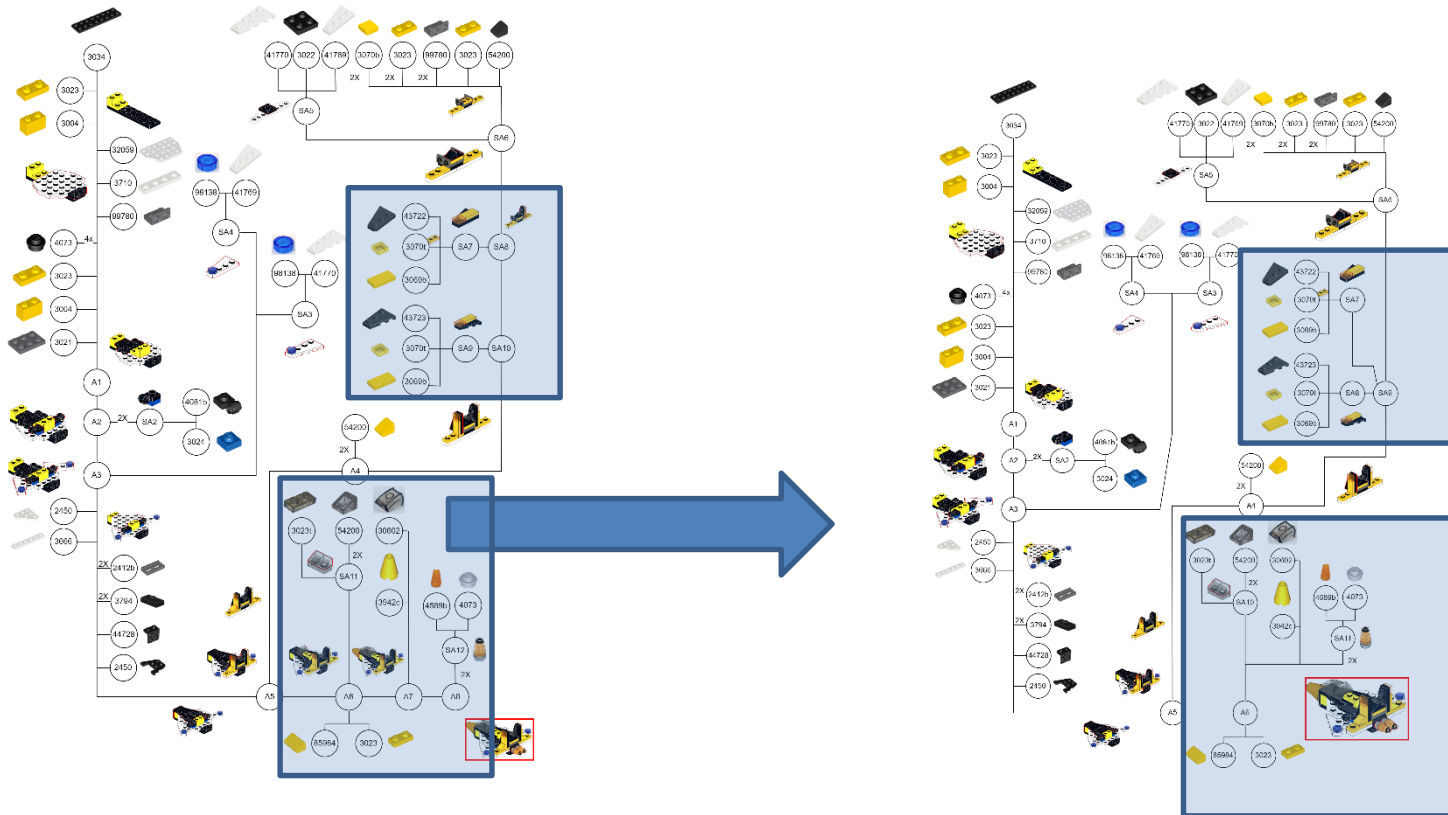 3034
41770 3022 41769 3070b 3023 99780 3023 54200
2X 2X 2X
3023
3004
SA5
SA6
32059
3710
99780
98138 41769
SA4
43722
3070t SA7 SA8
3069b
4073 4x
3023
3004
3021
98138 41770
SA3
43723
3070t SA9 SA10
3069b
A1
A2 2X SA2
4081b
3024
54200
2X
A3
A4
2450
3666
3023t 54200 30602
2X
SA11
2X 2412b
2X 3794
3942c
4589b 4073
44728
SA12
2450
2X
A5 A6 A7 A8
85984 3023
3034
41770 3022 41769 3070b 3023 99780 3023 54200
2X 2X 2X
3023
3004
SA5
SA6
32059
3710
99780
98138 41769 98138 41770
SA4 SA3
43722
3070t SA7
3069b
4073 4x
3023
3004
3021
43723
3070t SA8 SA9
3069b
A1
A2 2X SA2
4081b
3024
54200
2X
A3
A4
2450
3666
3023t 54200 30602
2X
SA10
2X 2412b
2X 3794
3942c
4589b 4073
44728
SA11
2X
2450
A5 A6
85984 3023